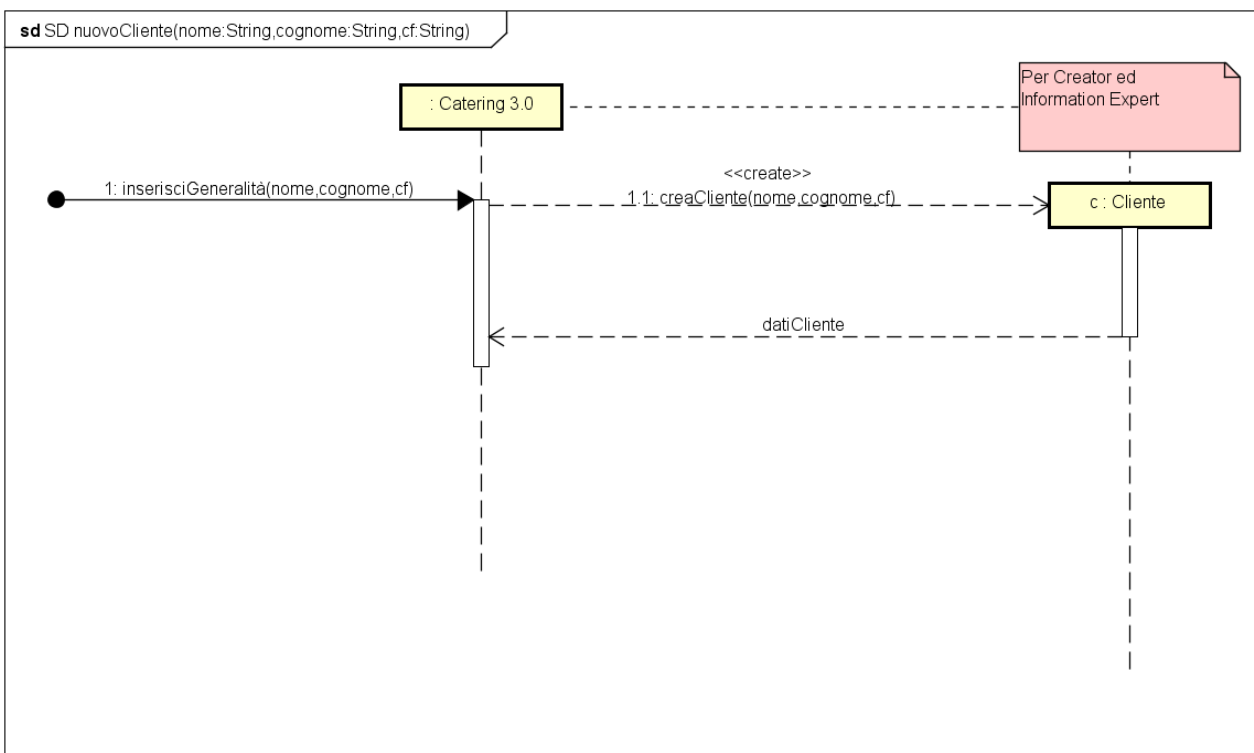 sd SD nuovoCliente(nome:String,cognome:String,cf:String)
: Catering 3.0
Per Creator ed
Information Expert
1: inserisciGeneralità(nome,cognome,cf)
<<create>>
1.1: creaCliente(nome,cognome,cf)
c : Cliente
datiCliente